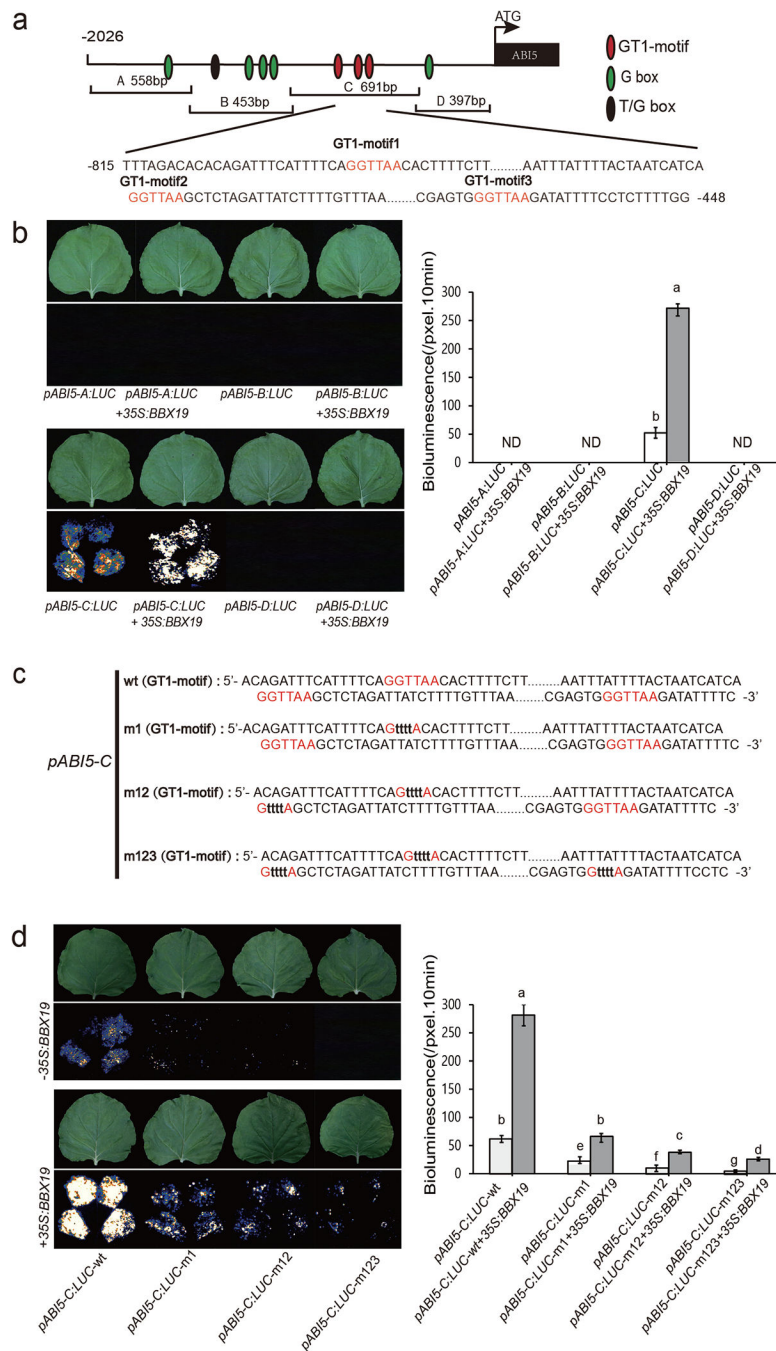 a
ATG
-2026
ABI5
GT1-motif
G box
T/G box
A 558bp
B 453bp
C 691bp
D 397bp
GT1-motif1
-815 TTTAGACACACAGATTTCATTTTCAGGTTAACACTTTTCTT.........AATTTATTTTACTAATCATCA
GT1-motif2
GT1-motif3
GGTTAAGCTCTAGATTATCTTTTGTTTAA........CGAGTGGGTTAAGATATTTTCCTCTTTTGG -448
b
pABI5-A:LUC
pABI5-A:LUC
+35S:BBX19
pABI5-B:LUC
pABI5-B:LUC
+35S:BBX19
pABI5-C:LUC
pABI5-C:LUC
+ 35S:BBX19
pABI5-D:LUC
pABI5-D:LUC
+35S:BBX19
Bioluminescence(/pxel.10min)
300
250
200
150
100
50
0
ND
ND
b
a
ND
pABI5-A:LUC
pABI5-A:LUC+35S:BBX19
pABI5-B:LUC
pABI5-B:LUC+35S:BBX19
pABI5-C:LUC
pABI5-C:LUC+35S:BBX19
pABI5-D:LUC
pABI5-D:LUC+35S:BBX19
c
pABI5-C
wt (GT1-motif) : 5'- ACAGATTTCATTTTCAGGTTAACACTTTTCTT.........AATTTATTTTACTAATCATCA
GGTTAAGCTCTAGATTATCTTTTGTTTAA........CGAGTGGGTTAAGATATTTTC -3'
m1 (GT1-motif) : 5'- ACAGATTTCATTTTCAGttttACACTTTTCTT.........AATTTATTTTACTAATCATCA
GGTTAAGCTCTAGATTATCTTTTGTTTAA........CGAGTGGGTTAAGATATTTTC -3'
m12 (GT1-motif) : 5'- ACAGATTTCATTTTCAGttttACACTTTTCTT.........AATTTATTTTACTAATCATCA
GttttAGCTCTAGATTATCTTTTGTTTAA........CGAGTGGGTTAAGATATTTTC -3'
m123 (GT1-motif) : 5'- ACAGATTTCATTTTCAGttttACACTTTTCTT.........AATTTATTTTACTAATCATCA
GttttAGCTCTAGATTATCTTTTGTTTAA........CGAGTGGttttAGATATTTTCCTC -3'
d
-35S:BBX19
+35S:BBX19
pABI5-C:LUC-wt
pABI5-C:LUC-m1
pABI5-C:LUC-m12
pABI5-C:LUC-m123
Bioluminescence(/pxel.10min)
300
250
200
150
100
50
0
b
a
e
b
f
c
g
d
pABI5-C:LUC-wt
pABI5-C:LUC-wt+35S:BBX19
pABI5-C:LUC-m1
pABI5-C:LUC-m1+35S:BBX19
pABI5-C:LUC-m12
pABI5-C:LUC-m12+35S:BBX19
pABI5-C:LUC-m123
pABI5-C:LUC-m123+35S:BBX19